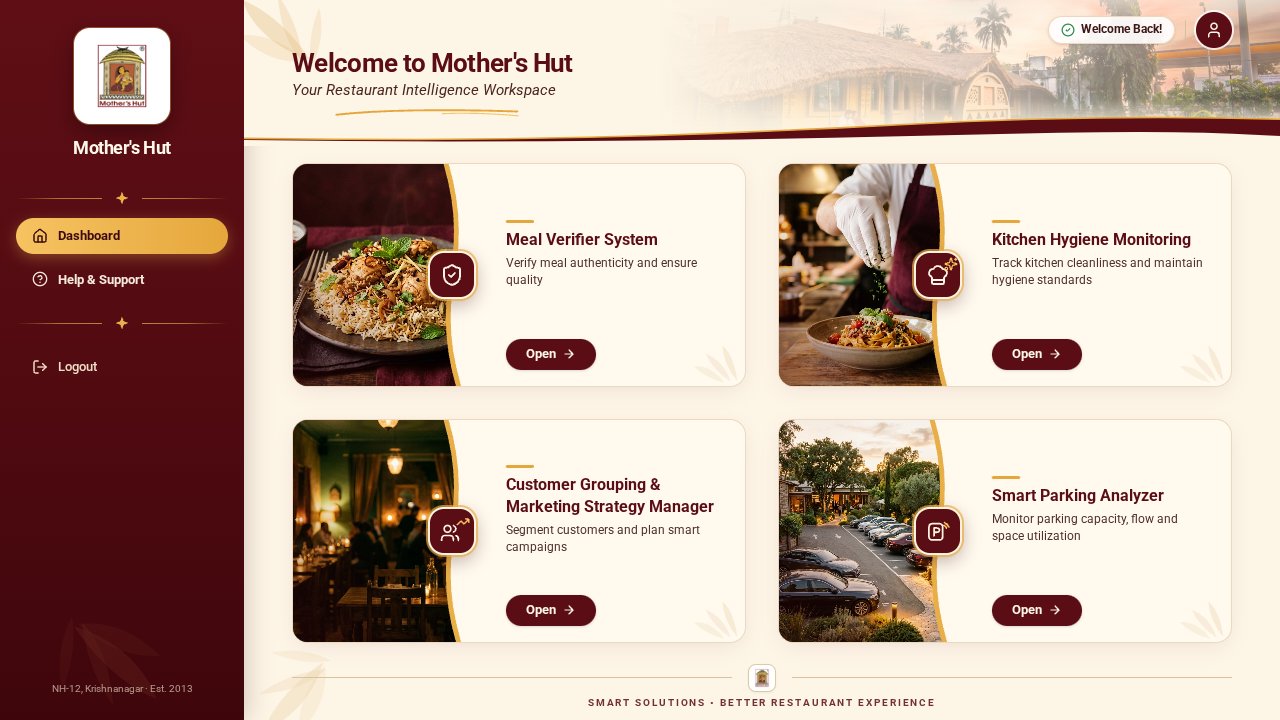 Mother's Hut
Mother's Hut
Dashboard
Help & Support
Logout
NH-12, Krishnanagar · Est. 2013
Welcome to Mother's Hut
Your Restaurant Intelligence Workspace
Welcome Back!
Meal Verifier System
Verify meal authenticity and ensure
quality
Open
Kitchen Hygiene Monitoring
Track kitchen cleanliness and maintain
hygiene standards
Open
Customer Grouping &
Marketing Strategy Manager
Segment customers and plan smart
campaigns
Open
P
Smart Parking Analyzer
Monitor parking capacity, flow and
space utilization
Open
SMART SOLUTIONS • BETTER RESTAURANT EXPERIENCE